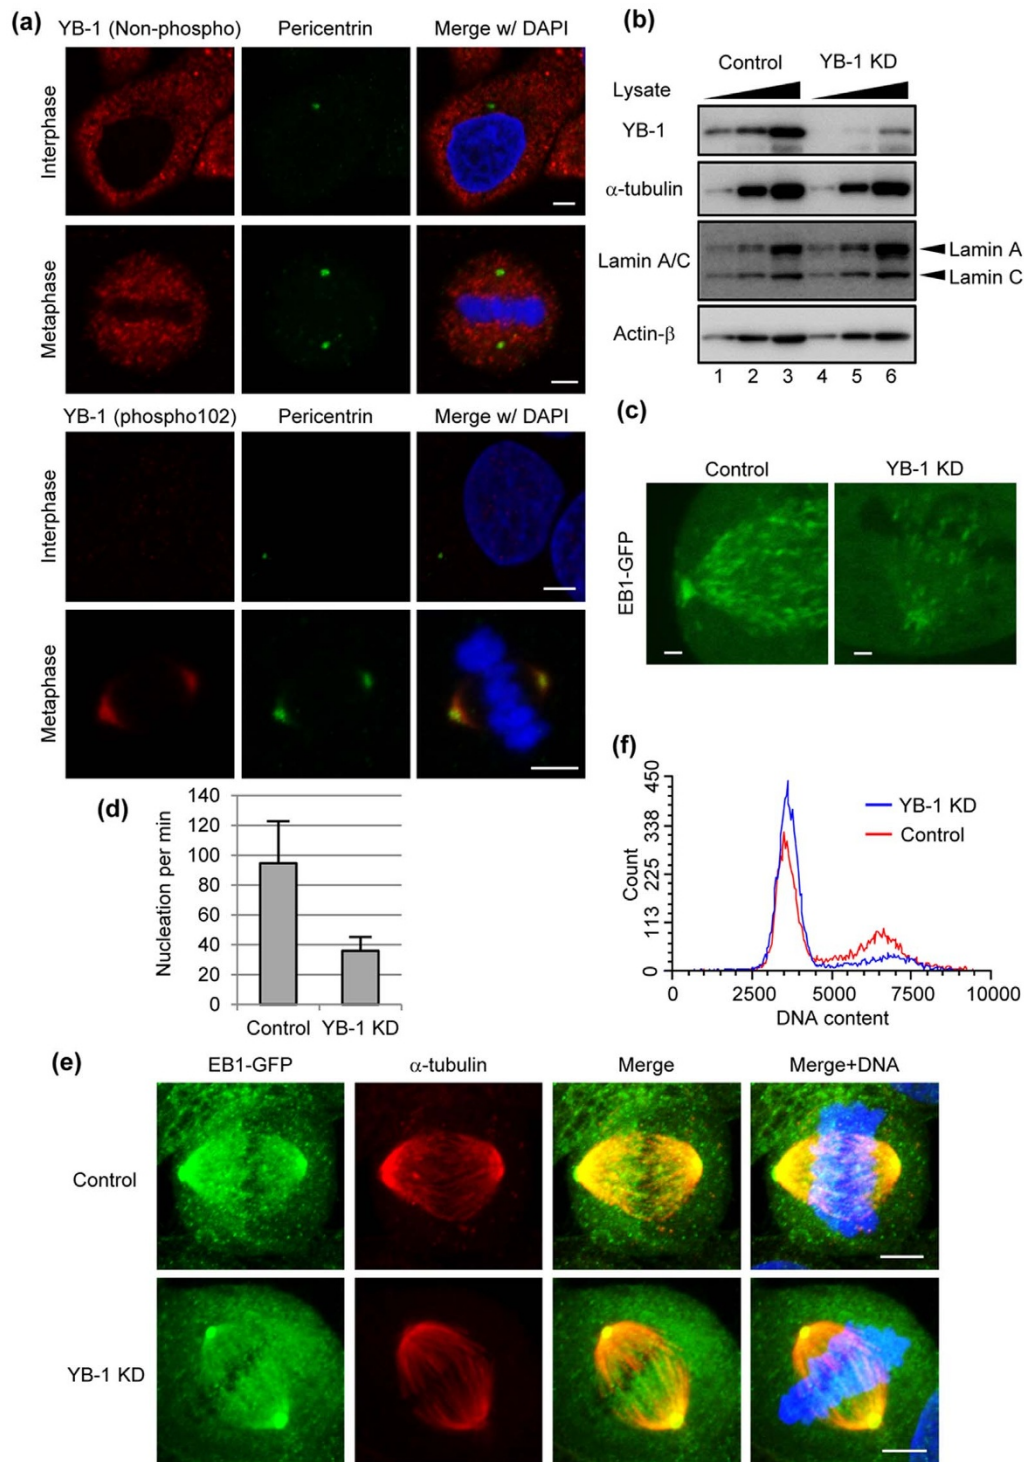 (a)
YB-1 (Non-phospho) Pericentrin Merge w/ DAPI
Interphase
Metaphase
YB-1 (phospho102) Pericentrin Merge w/ DAPI
Interphase
Metaphase
(b)
Control YB-1 KD
Lysate
YB-1
α-tubulin
Lamin A/C
Lamin A
Lamin C
Actin-β
1 2 3 4 5 6
(c)
Control YB-1 KD
EB1-GFP
(d)
Nucleation per min
140
120
100
80
60
40
20
0
Control YB-1 KD
(f)
Count
450
338
225
113
0
YB-1 KD
Control
0 2500 5000 7500 10000
DNA content
(e)
EB1-GFP α-tubulin Merge Merge+DNA
Control
YB-1 KD